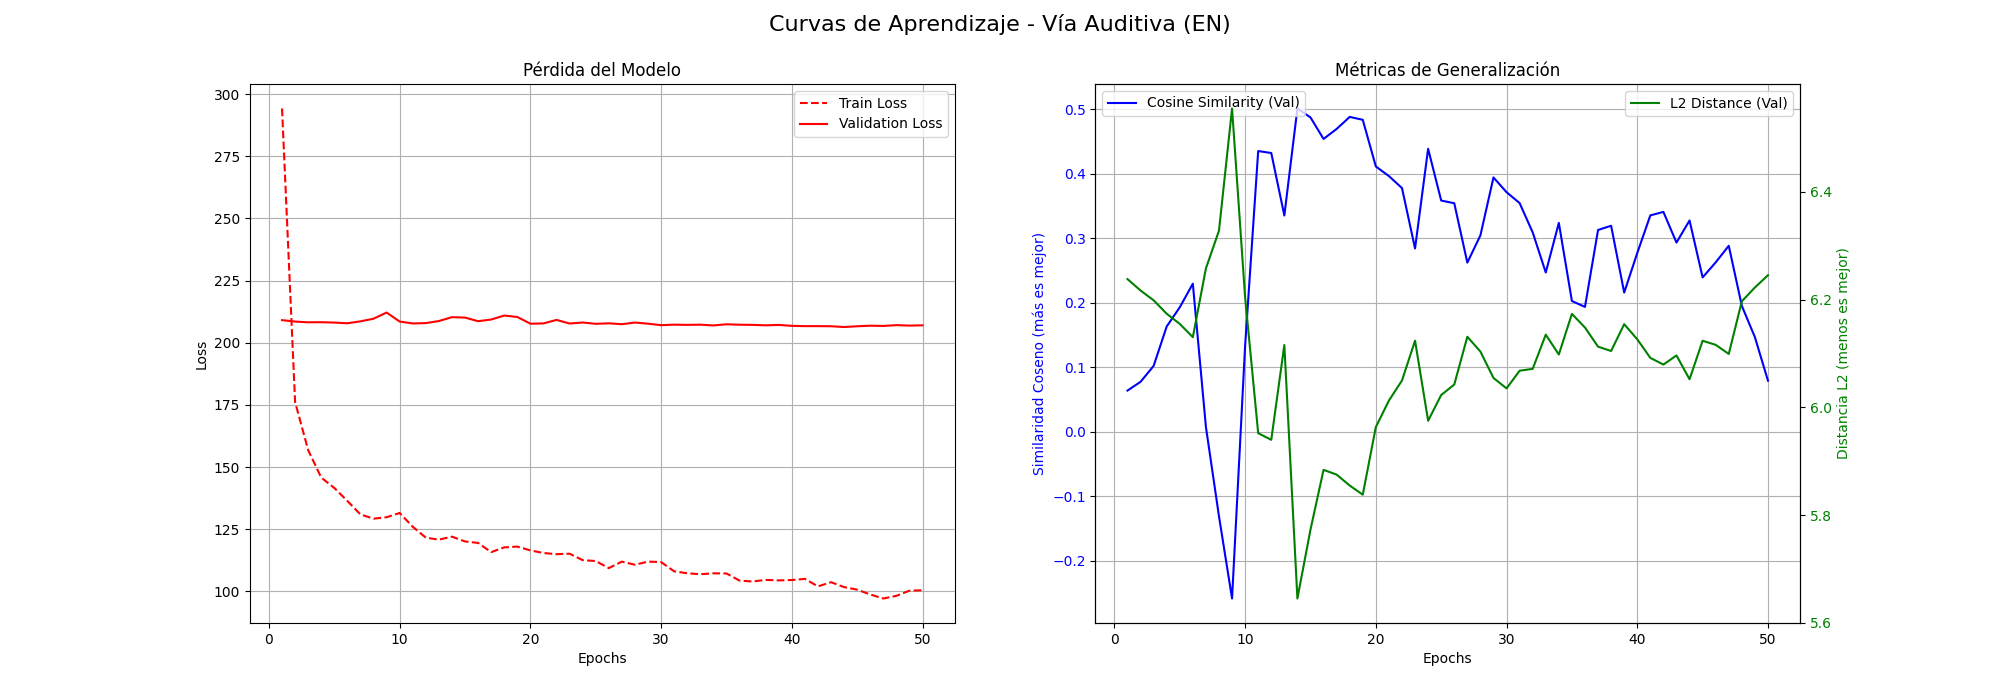 Curvas de Aprendizaje - Vía Auditiva (EN)
Pérdida del Modelo
Train Loss
Validation Loss
300
275
250
225
200
175
150
125
100
Loss
0 10 20 30 40 50
Epochs
Métricas de Generalización
Cosine Similarity (Val)
L2 Distance (Val)
0.5
0.4
0.3
0.2
0.1
0.0
−0.1
−0.2
Similaridad Coseno (más es mejor)
6.4
6.2
6.0
5.8
5.6
Distancia L2 (menos es mejor)
0 10 20 30 40 50
Epochs